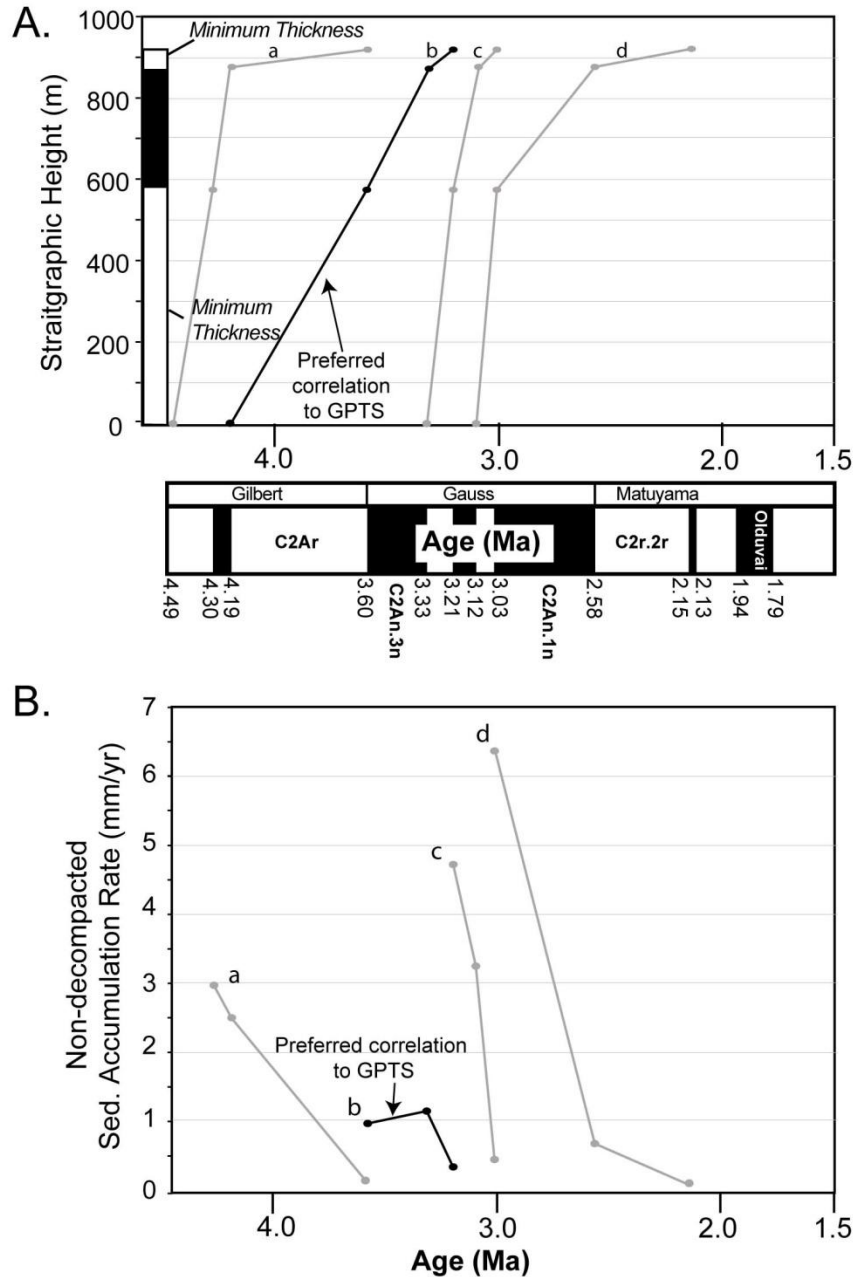 A.
1000
800
600
400
200
0
Straitgraphic Height (m)
Minimum Thickness
a
b
c
d
Minimum
Thickness
Preferred
correlation
to GPTS
4.0
3.0
2.0
1.5
Gilbert
Gauss
Matuyama
C2Ar
Age (Ma)
C2r.2r
Olduvai
4.49
4.30
4.19
3.60
C2An.3n
3.33
3.21
3.12
3.03
C2An.1n
2.58
2.15
2.13
1.94
1.79
B.
7
6
5
4
3
2
1
0
Non-decompacted
Sed. Accumulation Rate (mm/yr)
d
c
a
Preferred correlation
to GPTS
b
4.0
3.0
2.0
1.5
Age (Ma)